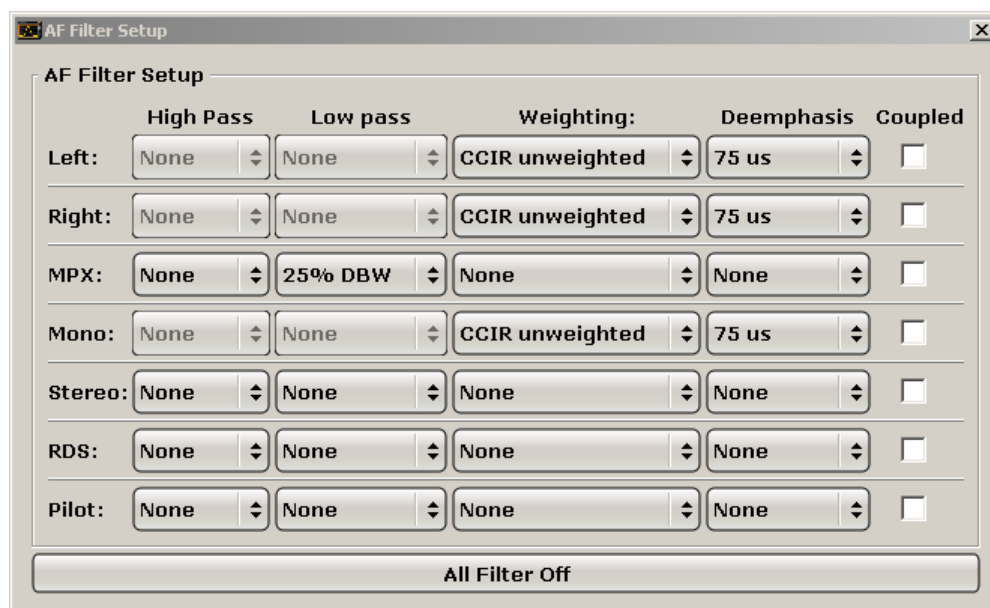 AF Filter Setup
AF Filter Setup
High Pass Low pass Weighting: Deemphasis Coupled
Left: None None CCIR unweighted 75 us
Right: None None CCIR unweighted 75 us
MPX: None 25% DBW None None
Mono: None None CCIR unweighted 75 us
Stereo: None None None None
RDS: None None None None
Pilot: None None None None
All Filter Off